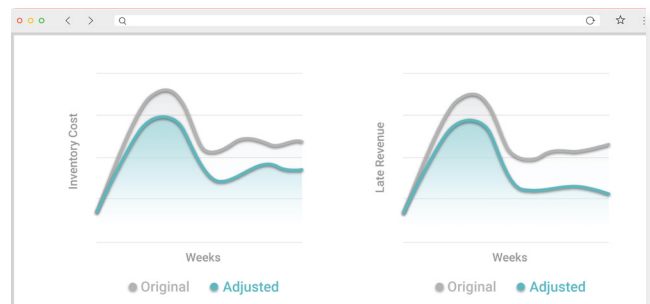 Inventory Cost
Weeks
Original Adjusted
Late Revenue
Weeks
Original Adjusted